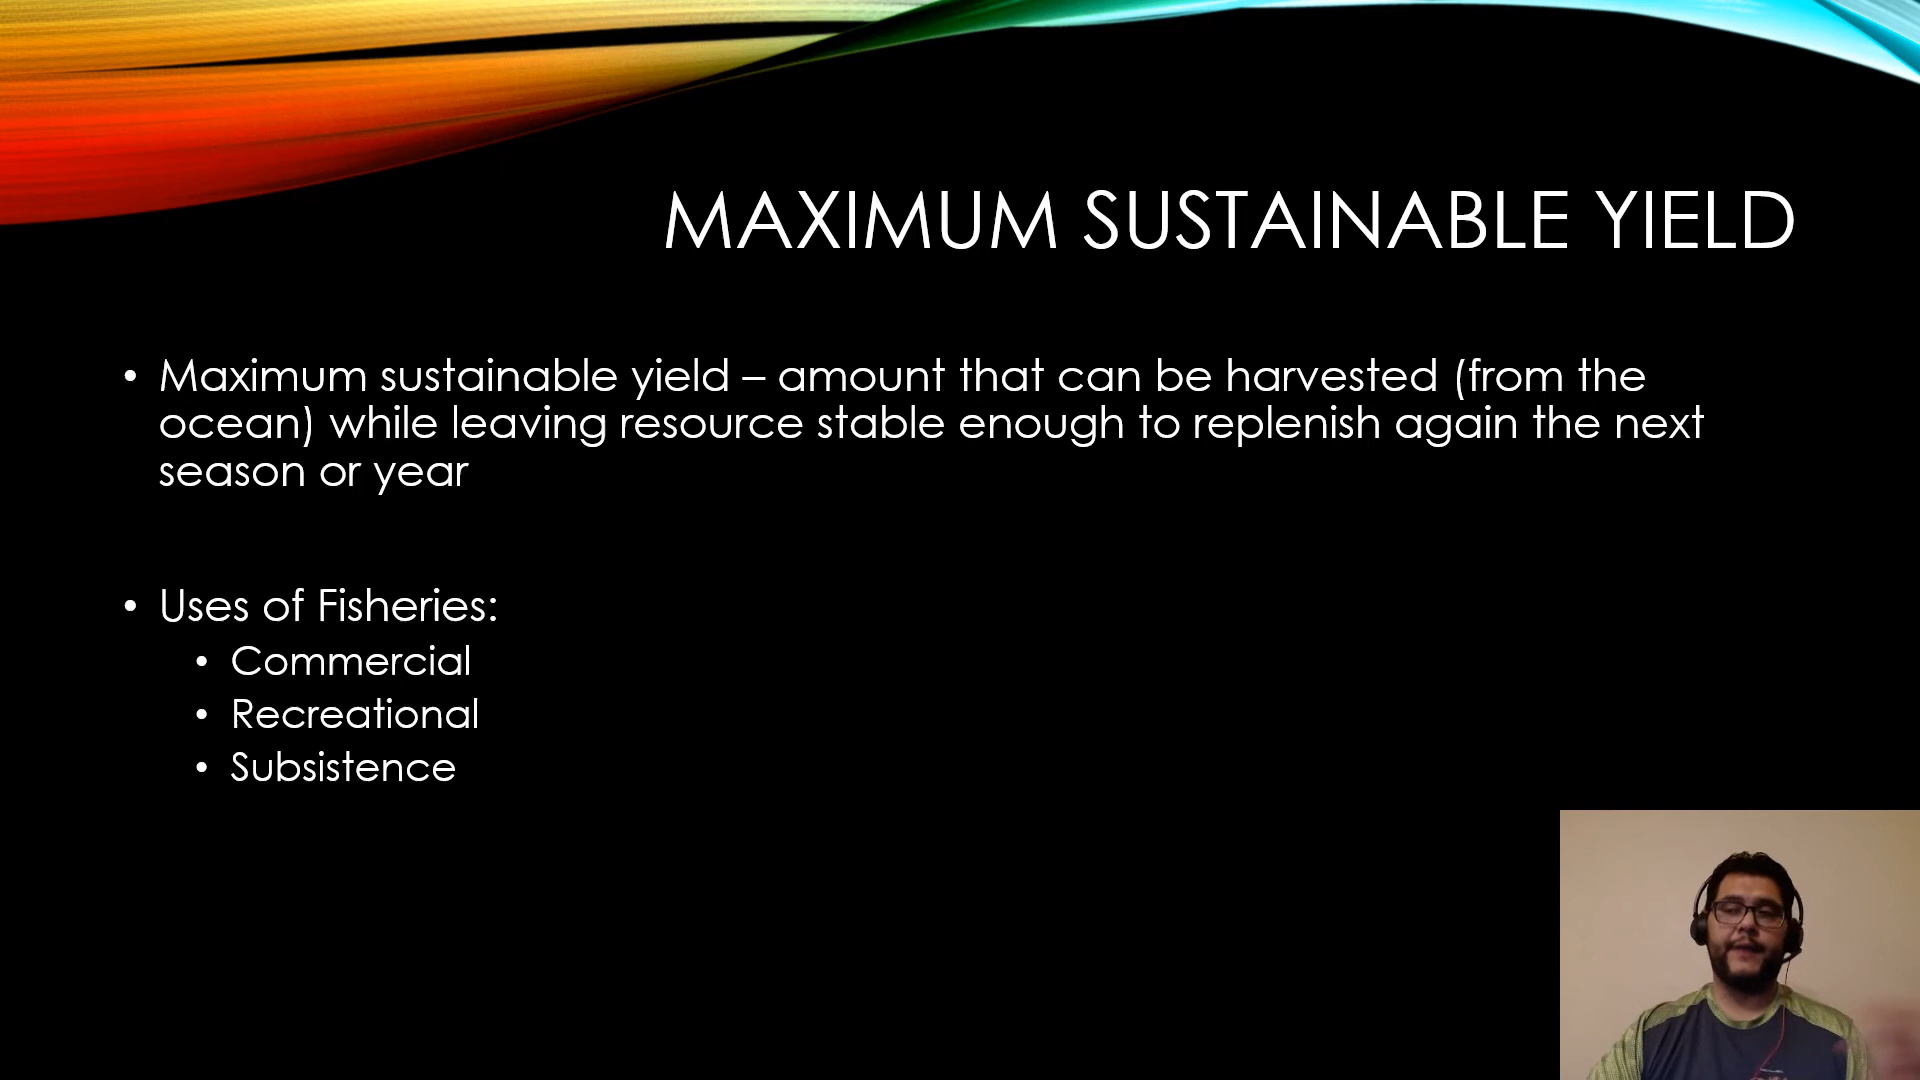 MAXIMUM SUSTAINABLE YIELD
• Maximum sustainable yield – amount that can be harvested (from the
ocean) while leaving resource stable enough to replenish again the next
season or year
• Uses of Fisheries:
• Commercial
• Recreational
• Subsistence